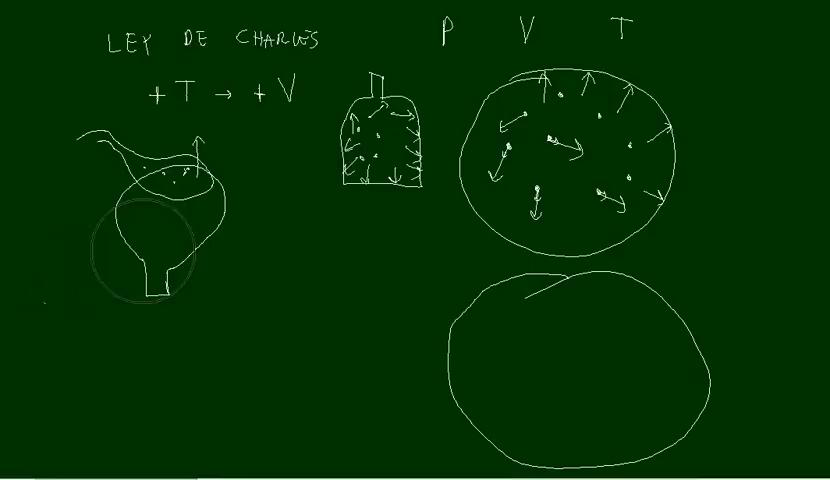 LEY DE CHARLES
P V T
+ T → + V